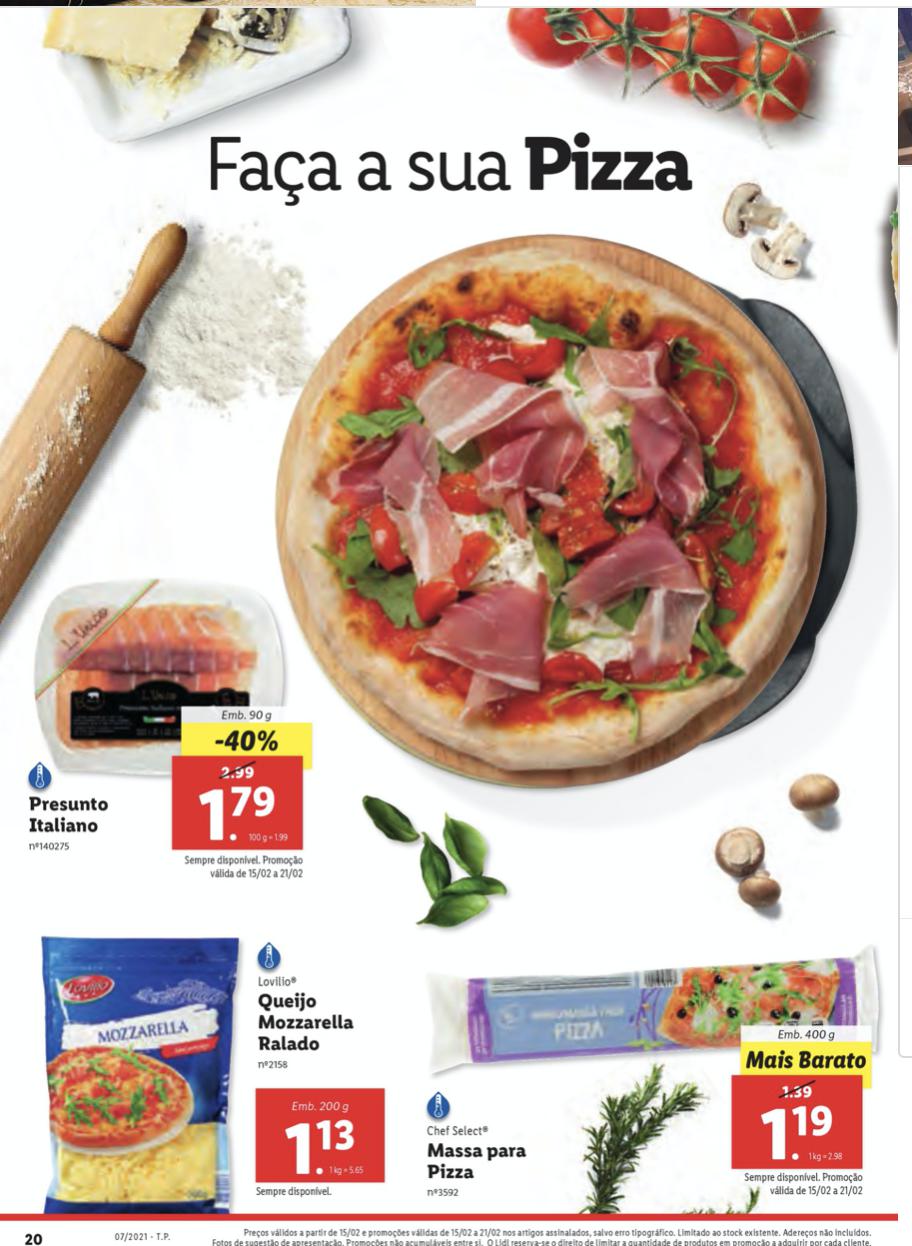 Faça a sua Pizza
L'Unico
L'Unico
Presunto Italiano
Emb. 90 g
-40%
2.99
1.79
100 g = 1.99
Presunto
Italiano
nº140275
Sempre disponível. Promoção
válida de 15/02 a 21/02
Lovilio
MOZZARELLA
Lovilio®
Queijo
Mozzarella
Ralado
nº2158
Emb. 200 g
1.13
1 kg = 5.65
Sempre disponível.
PIZZA
Chef Select®
Massa para
Pizza
nº3592
Emb. 400 g
Mais Barato
1.39
1.19
1 kg = 2.98
Sempre disponível. Promoção
válida de 15/02 a 21/02
20
07/2021 - T.P.
Preços válidos a partir de 15/02 e promoções válidas de 15/02 a 21/02 nos artigos assinalados, salvo erro tipográfico. Limitado ao stock existente. Adereços não incluídos.
Fotos de sugestão de apresentação. Promoções não acumuláveis entre si. O Lidl reserva-se o direito de limitar a quantidade de produtos em promoção a adquirir por cada cliente.